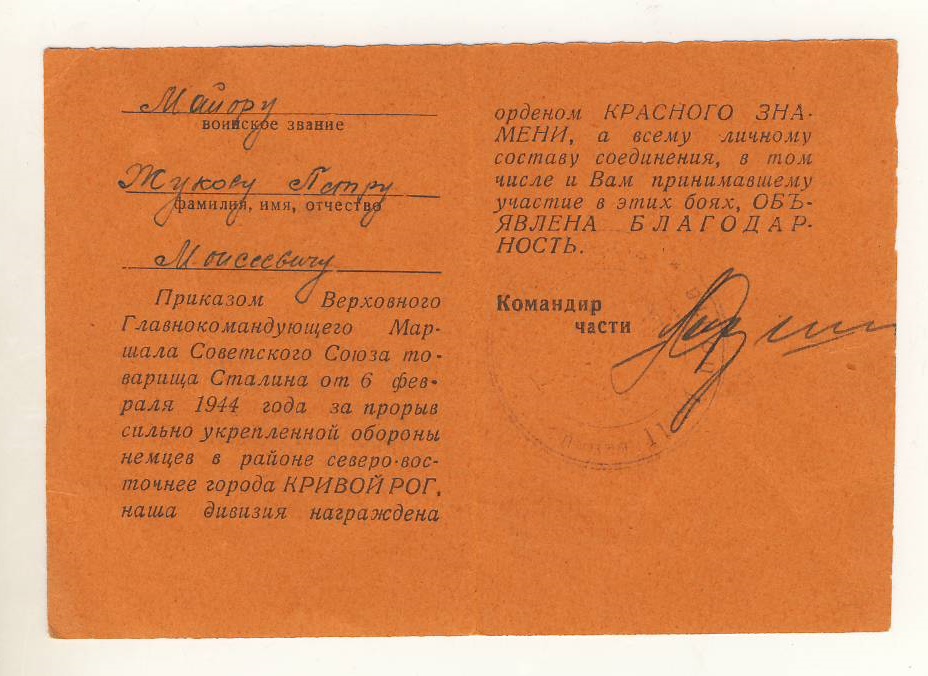 Майору
воинское звание
Жукову Петру
фамилия, имя, отчество
Моисеевичу
Приказом Верховного
Главнокомандующего Мар-
шала Советского Союза то-
варища Сталина от 6 фев-
раля 1944 года за прорыв
сильно укрепленной обороны
немцев в районе северо-вос-
точнее города КРИВОЙ РОГ,
наша дивизия награждена
орденом КРАСНОГО ЗНА-
МЕНИ, а всему личному
составу соединения, в том
числе и Вам принимавшему
участие в этих боях, ОБЪ-
ЯВЛЕНА БЛАГОДАР-
НОСТЬ.
Командир
части